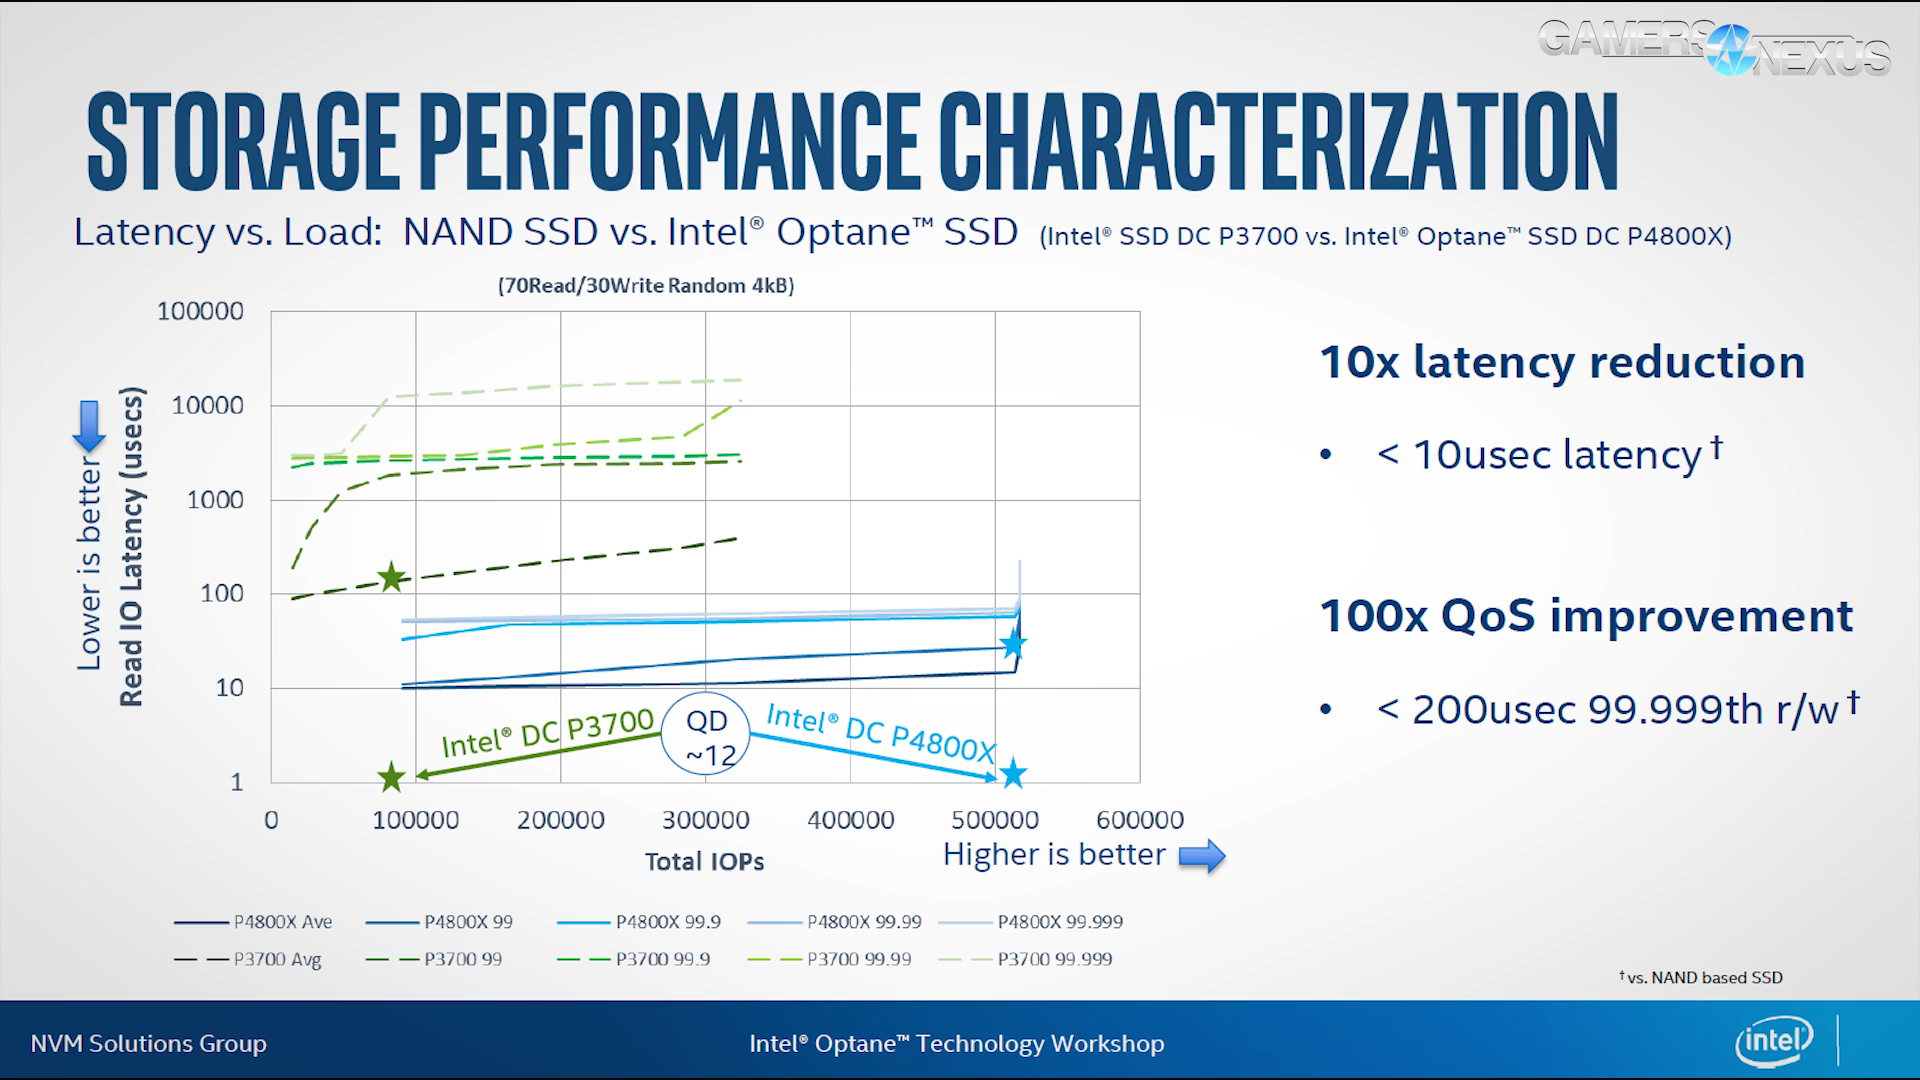 GAMERS NEXUS
STORAGE PERFORMANCE CHARACTERIZATION
Latency vs. Load: NAND SSD vs. Intel® Optane™ SSD (Intel® SSD DC P3700 vs. Intel® Optane™ SSD DC P4800X)
(70Read/30Write Random 4kB)
100000
10000
1000
100
10
1
Lower is better
Read IO Latency (usecs)
Intel® DC P3700
QD
~12
Intel® DC P4800X
0 100000 200000 300000 400000 500000 600000
Total IOPs
Higher is better
P4800X Ave P4800X 99 P4800X 99.9 P4800X 99.99 P4800X 99.999
P3700 Avg P3700 99 P3700 99.9 P3700 99.99 P3700 99.999
10x latency reduction
• < 10usec latency†
100x QoS improvement
• < 200usec 99.999th r/w†
† vs. NAND based SSD
NVM Solutions Group
Intel® Optane™ Technology Workshop
intel